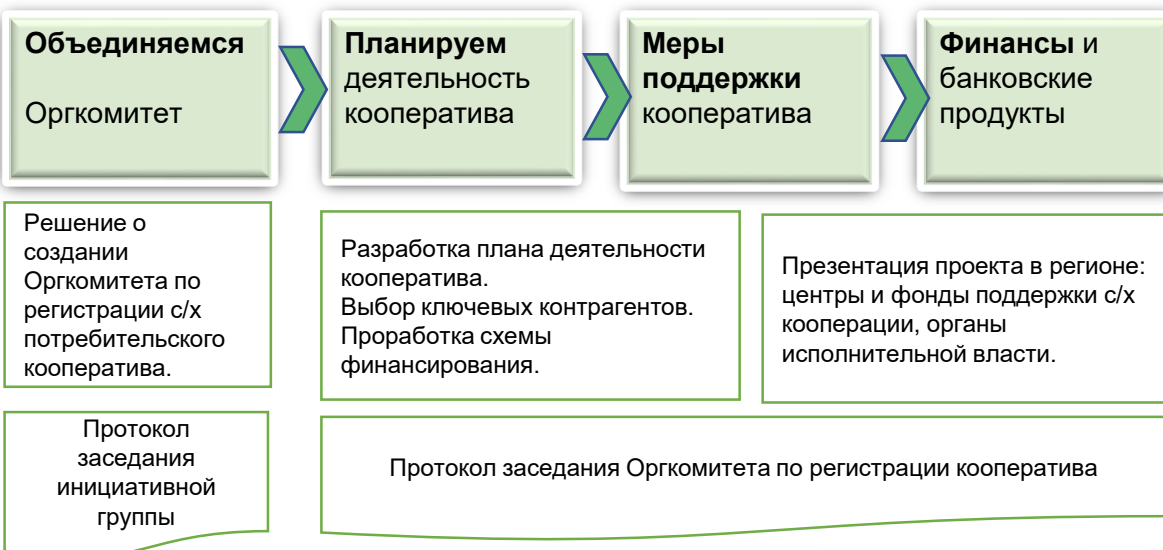 Объединяемся
Оргкомитет
Планируем
деятельность
кооператива
Меры
поддержки
кооператива
Финансы и
банковские
продукты
Решение о
создании
Оргкомитета по
регистрации с/х
потребительского
кооператива.
Разработка плана деятельности
кооператива.
Выбор ключевых контрагентов.
Проработка схемы
финансирования.
Презентация проекта в регионе:
центры и фонды поддержки с/х
кооперации, органы
исполнительной власти.
Протокол
заседания
инициативной
группы
Протокол заседания Оргкомитета по регистрации кооператива